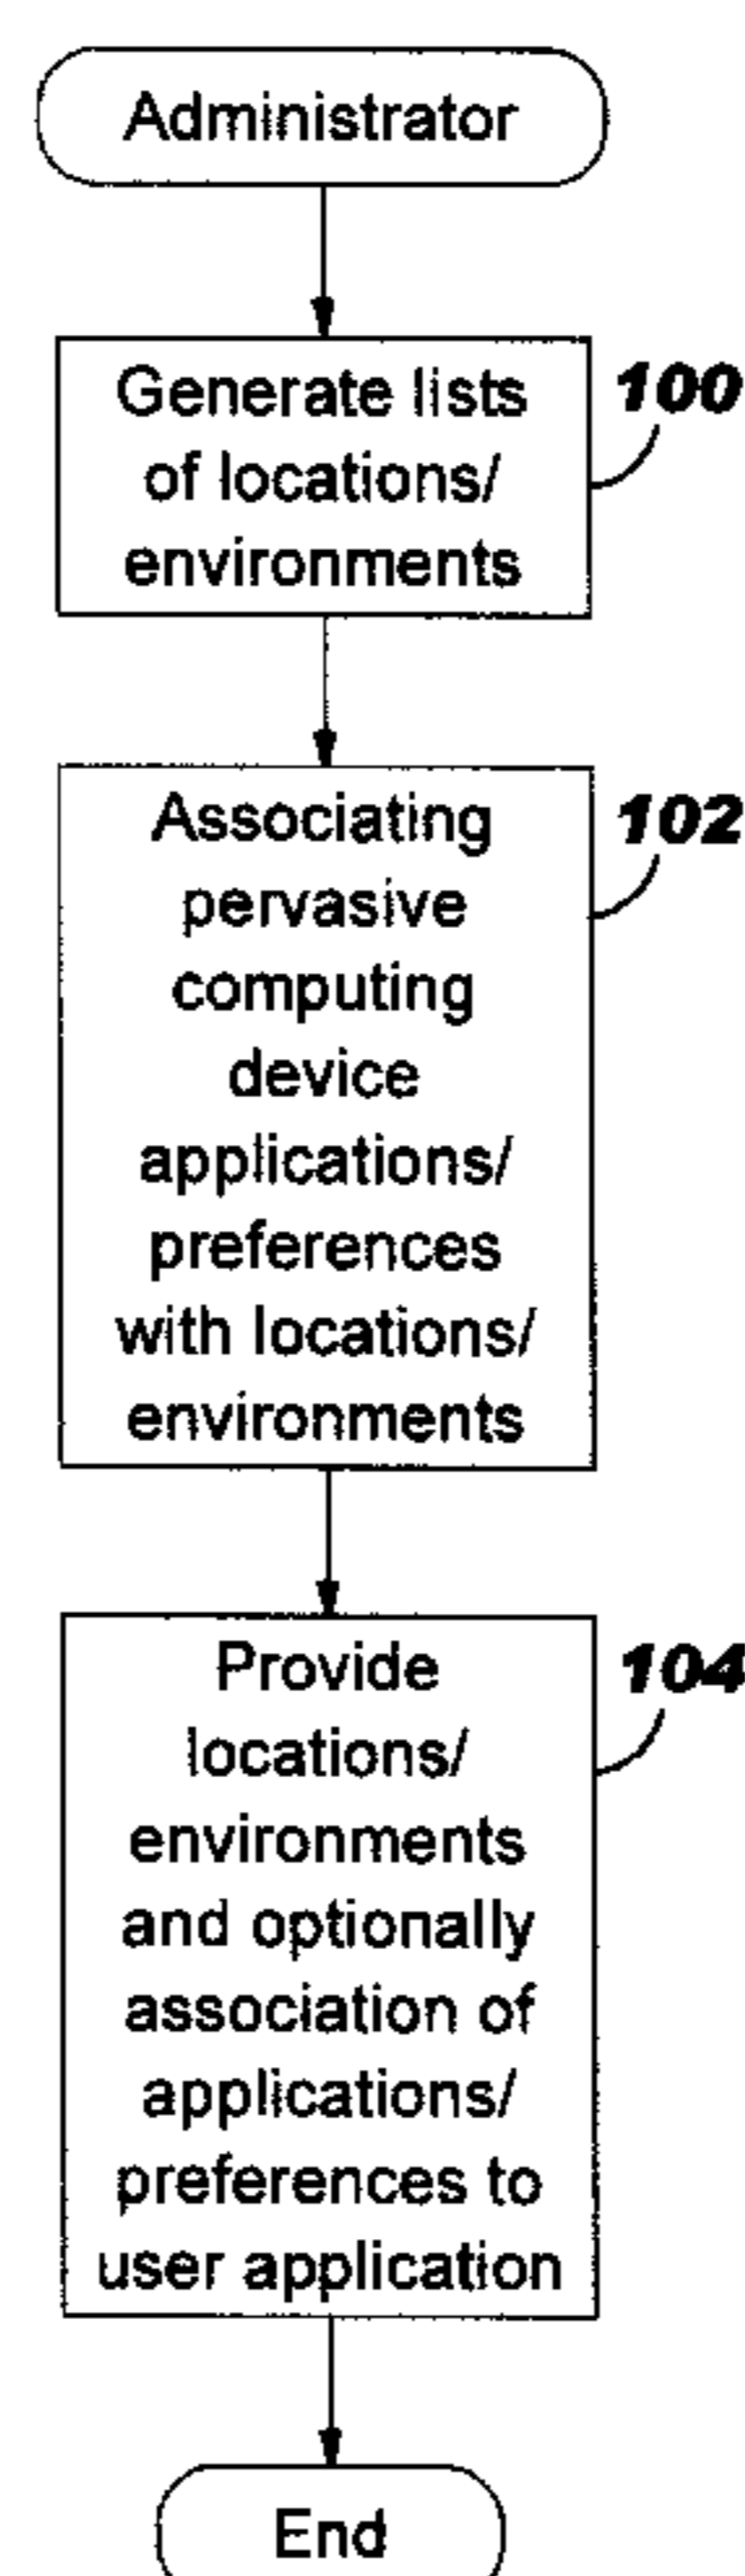 Administrator
Generate lists
of locations/
environments
100
Associating
pervasive
computing
device
applications/
preferences
with locations/
environments
102
Provide
locations/
environments
and optionally
association of
applications/
preferences to
user application
104
End